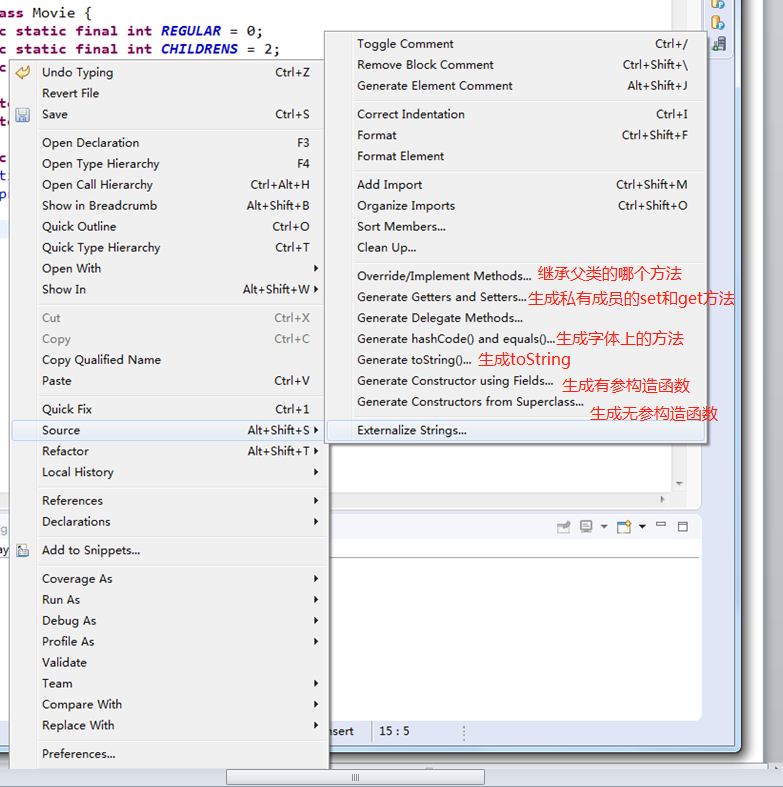 ass Movie {
c static final int REGULAR = 0;
c static final int CHILDRENS = 2;
Undo Typing Ctrl+Z
Revert File
Save Ctrl+S
Open Declaration F3
Open Type Hierarchy F4
Open Call Hierarchy Ctrl+Alt+H
Show in Breadcrumb Alt+Shift+B
Quick Outline Ctrl+O
Quick Type Hierarchy Ctrl+T
Open With
Show In Alt+Shift+W
Cut Ctrl+X
Copy Ctrl+C
Copy Qualified Name
Paste Ctrl+V
Quick Fix Ctrl+1
Source Alt+Shift+S
Refactor Alt+Shift+T
Local History
References
Declarations
Add to Snippets...
Coverage As
Run As
Debug As
Profile As
Validate
Team
Compare With
Replace With
Preferences...
Toggle Comment Ctrl+/
Remove Block Comment Ctrl+Shift+\
Generate Element Comment Alt+Shift+J
Correct Indentation Ctrl+I
Format Ctrl+Shift+F
Format Element
Add Import Ctrl+Shift+M
Organize Imports Ctrl+Shift+O
Sort Members...
Clean Up...
Override/Implement Methods... 继承父类的哪个方法
Generate Getters and Setters... 生成私有成员的set和get方法
Generate Delegate Methods...
Generate hashCode() and equals()... 生成字体上的方法
Generate toString()... 生成toString
Generate Constructor using Fields... 生成有参构造函数
Generate Constructors from Superclass... 生成无参构造函数
Externalize Strings...
nsert 15 : 5